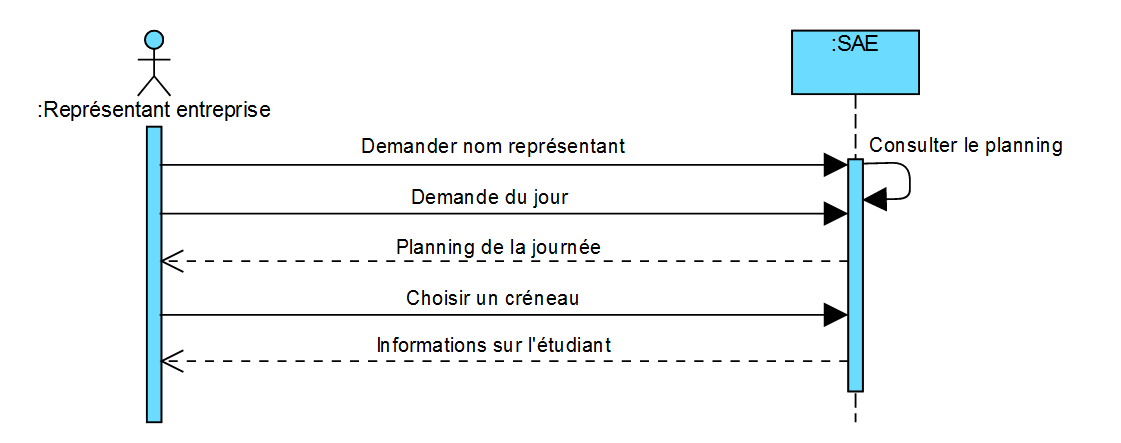 :SAE
:Représentant entreprise
Demander nom représentant
Consulter le planning
Demande du jour
Planning de la journée
Choisir un créneau
Informations sur l'étudiant